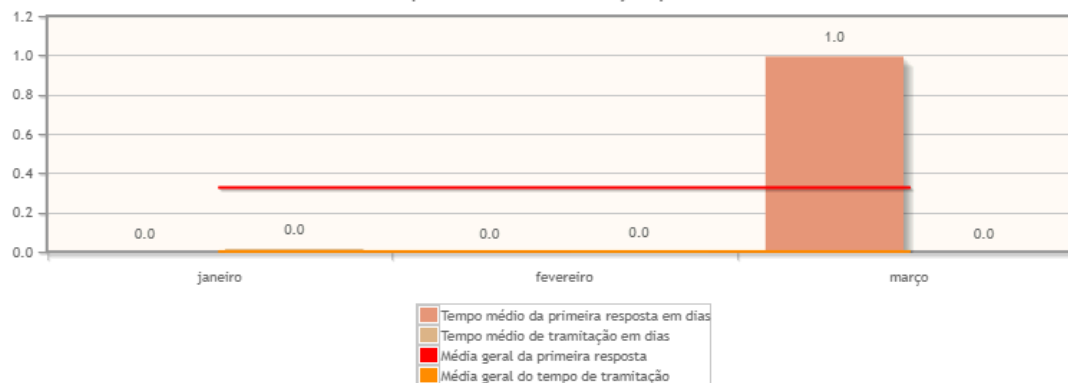 1.2
1.0
1.0
0.8
0.6
0.4
0.2
0.0
0.0
0.0
0.0
0.0
0.0
janeiro
fevereiro
março
Tempo médio da primeira resposta em dias
Tempo médio de tramitação em dias
Média geral da primeira resposta
Média geral do tempo de tramitação